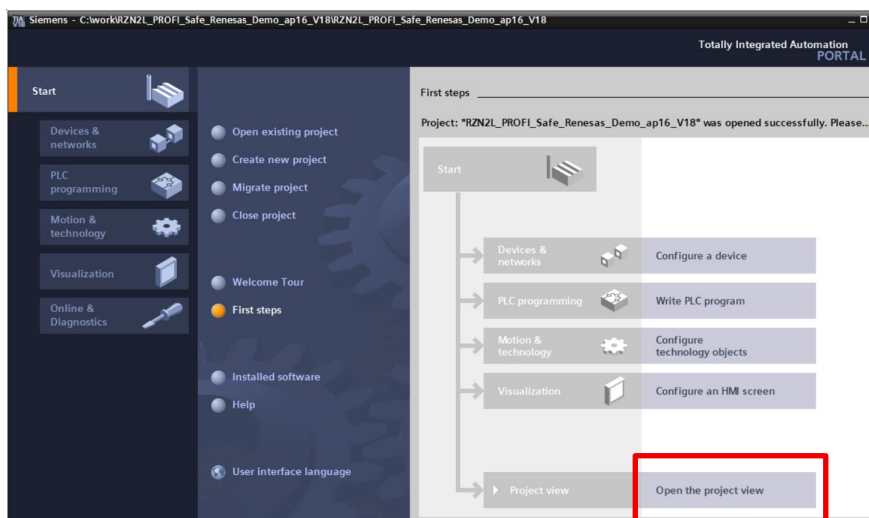 Siemens - C:\work\RZN2L_PROFI_Safe_Renesas_Demo_ap16_V18\RZN2L_PROFI_Safe_Renesas_Demo_ap16_V18
Totally Integrated Automation
PORTAL
Start
Devices &
networks
PLC
programming
Motion &
technology
Visualization
Online &
Diagnostics
Open existing project
Create new project
Migrate project
Close project
Welcome Tour
First steps
Installed software
Help
User interface language
First steps
Project: "RZN2L_PROFI_Safe_Renesas_Demo_ap16_V18" was opened successfully. Please...
Start
Devices &
networks
Configure a device
PLC programming
Write PLC program
Motion &
technology
Configure
technology objects
Visualization
Configure an HMI screen
Project view
Open the project view